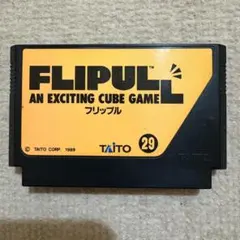 FLIPULL
AN EXCITING CUBE GAME
フリップル
© TAITO CORP. 1989
TAITO
29